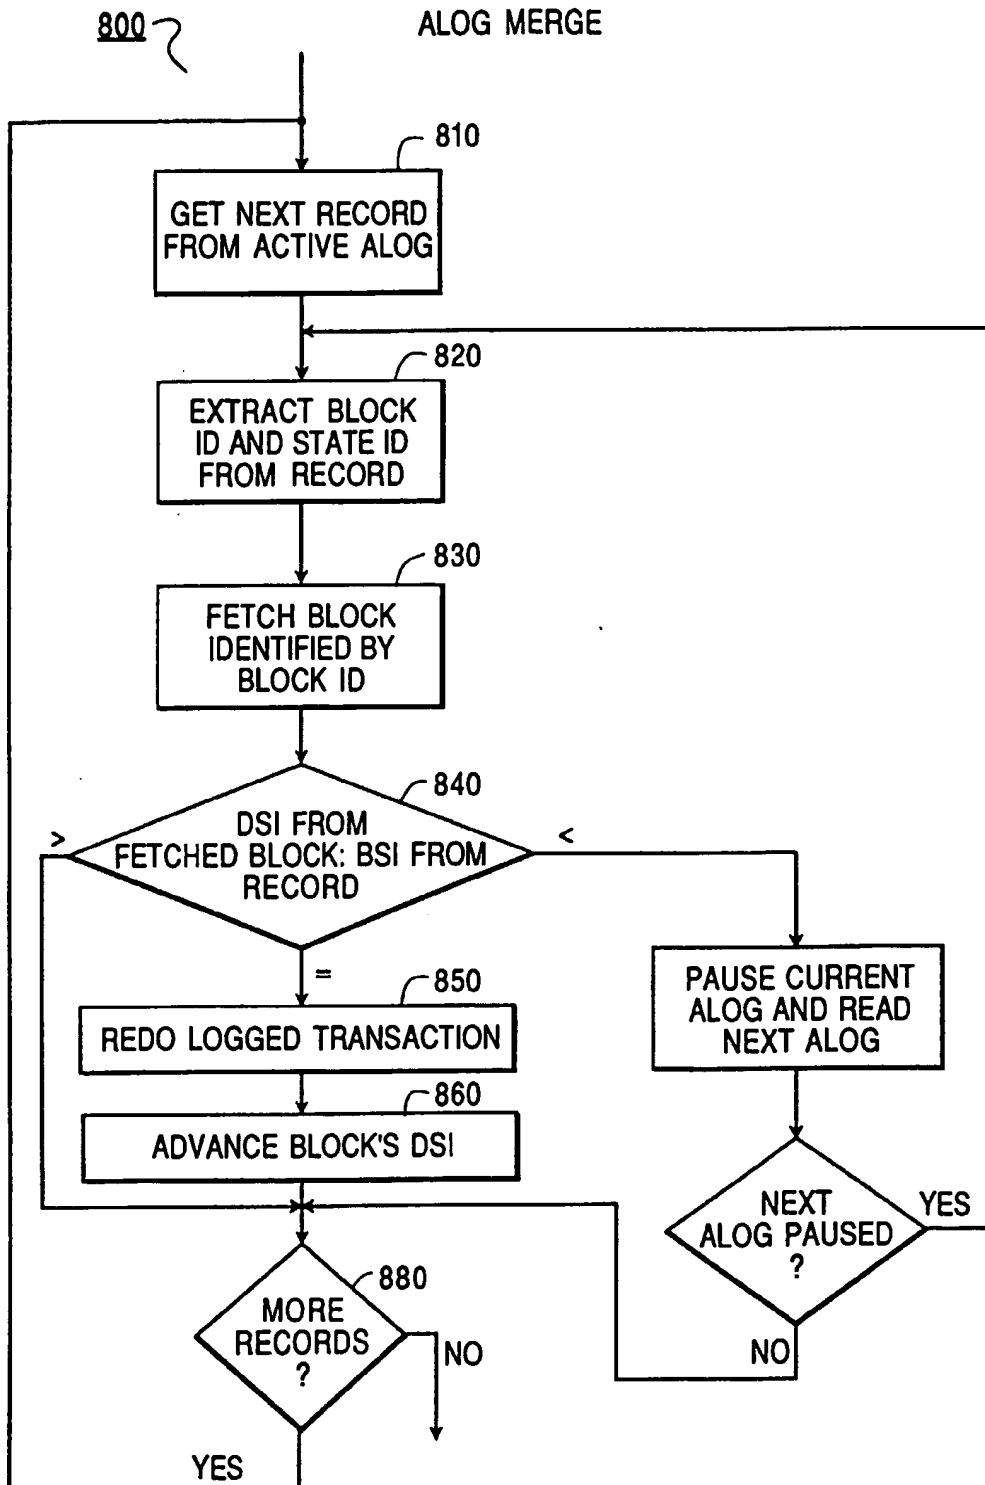 800
ALOG MERGE
810
GET NEXT RECORD
FROM ACTIVE ALOG
820
EXTRACT BLOCK
ID AND STATE ID
FROM RECORD
830
FETCH BLOCK
IDENTIFIED BY
BLOCK ID
840
>
<
DSI FROM
FETCHED BLOCK: BSI FROM
RECORD
=
850
REDO LOGGED TRANSACTION
860
ADVANCE BLOCK'S DSI
PAUSE CURRENT
ALOG AND READ
NEXT ALOG
NEXT
ALOG PAUSED
?
YES
NO
880
MORE
RECORDS
?
NO
YES